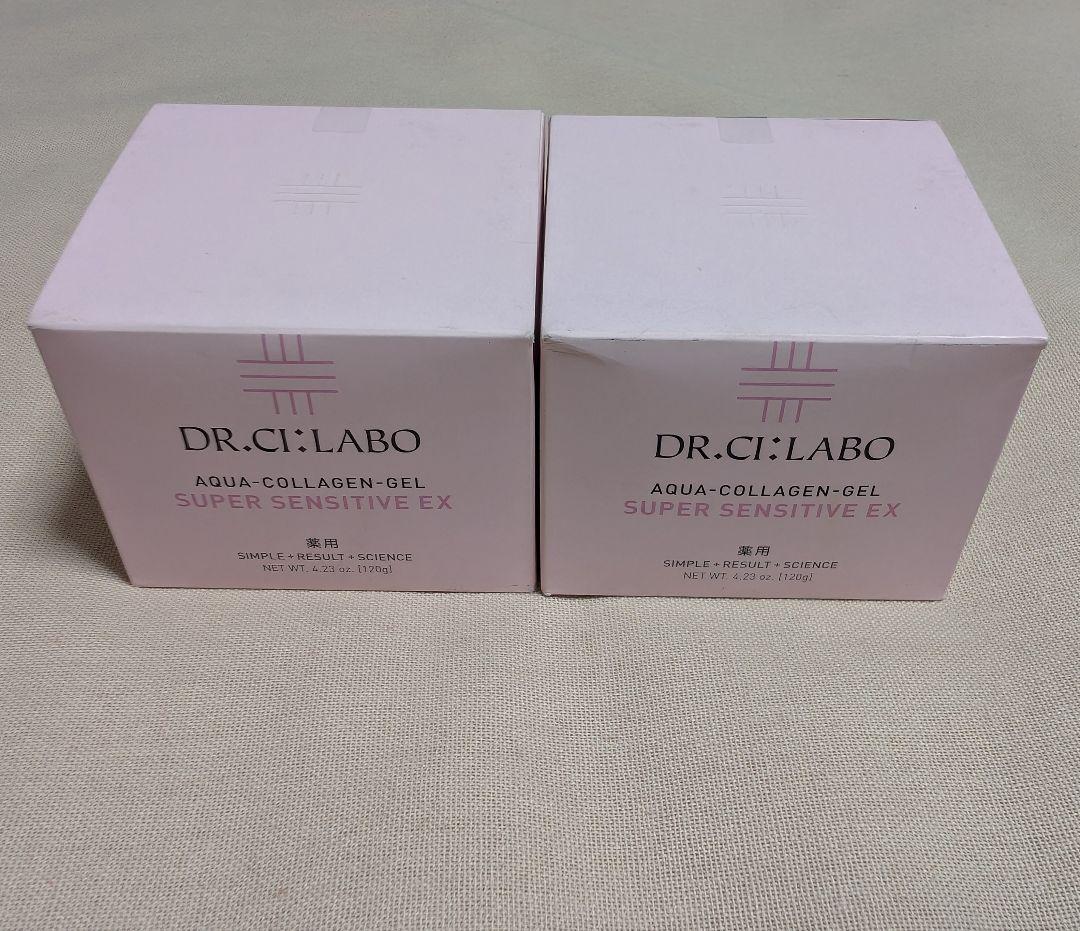 DR.CI:LABO
AQUA-COLLAGEN-GEL
SUPER SENSITIVE EX
薬用
SIMPLE+RESULT+SCIENCE
NET WT. 4.23 oz. [120g]
DR.CI:LABO
AQUA-COLLAGEN-GEL
SUPER SENSITIVE EX
薬用
SIMPLE+RESULT+SCIENCE
NET WT. 4.23 oz. [120g]